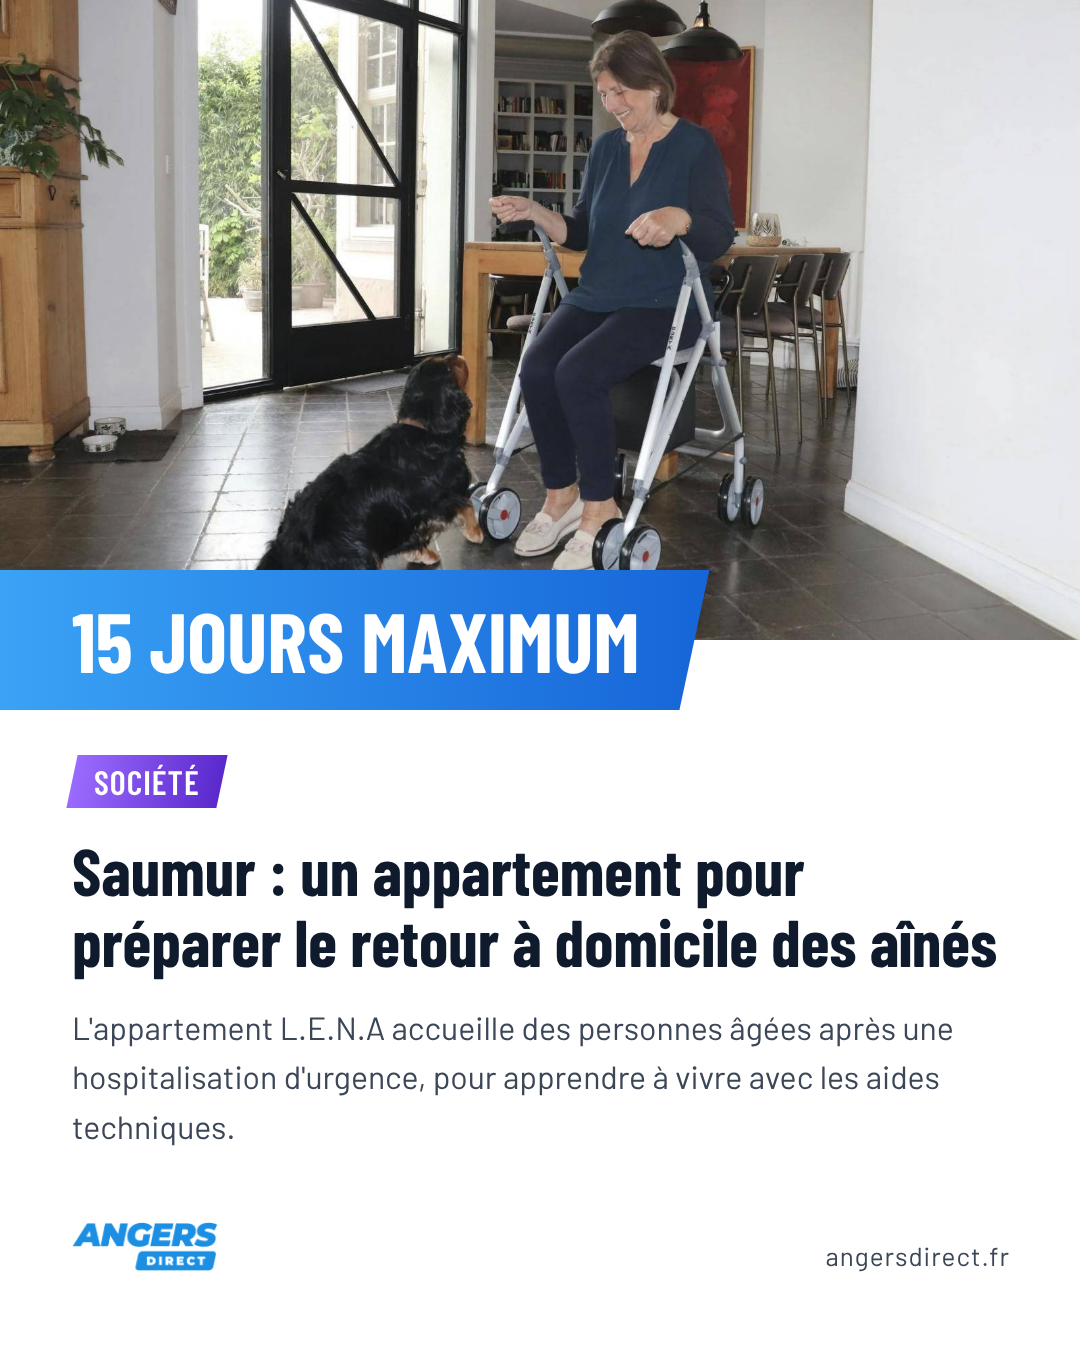 15 JOURS MAXIMUM
SOCIÉTÉ
Saumur : un appartement pour
préparer le retour à domicile des aînés
L'appartement L.E.N.A accueille des personnes âgées après une
hospitalisation d'urgence, pour apprendre à vivre avec les aides
techniques.
ANGERS
DIRECT
angersdirect.fr